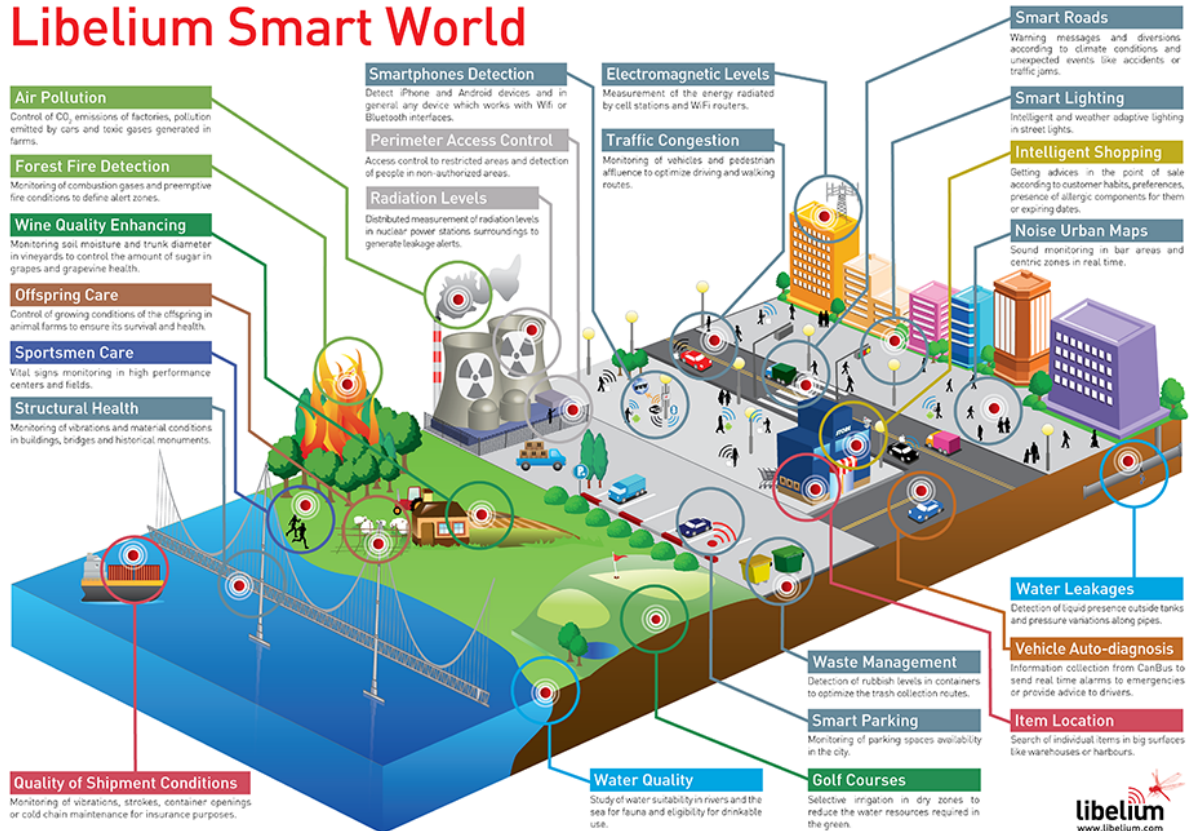 Libelium Smart World
Air Pollution
Control of CO₂ emissions of factories, pollution
emitted by cars and toxic gases generated in
farms.
Forest Fire Detection
Monitoring of combustion gases and preemptive
fire conditions to define alert zones.
Wine Quality Enhancing
Monitoring soil moisture and trunk diameter
in vineyards to control the amount of sugar in
grapes and grapevine health.
Offspring Care
Control of growing conditions of the offspring in
animal farms to ensure its survival and health.
Sportsmen Care
Vital signs monitoring in high performance
centers and fields.
Structural Health
Monitoring of vibrations and material conditions
in buildings, bridges and historical monuments.
Quality of Shipment Conditions
Monitoring of vibrations, strokes, container openings
or cold chain maintenance for insurance purposes.
Smartphones Detection
Detect iPhone and Android devices and in
general any device which works with Wifi or
Bluetooth interfaces.
Perimeter Access Control
Access control to restricted areas and detection
of people in non-authorized areas.
Radiation Levels
Distributed measurement of radiation levels
in nuclear power stations surroundings to
generate leakage alerts.
Electromagnetic Levels
Measurement of the energy radiated
by cell stations and WiFi routers.
Traffic Congestion
Monitoring of vehicles and pedestrian
affluence to optimize driving and walking
routes.
Smart Roads
Warning messages and diversions
according to climate conditions and
unexpected events like accidents or
traffic jams.
Smart Lighting
Intelligent and weather adaptive lighting
in street lights.
Intelligent Shopping
Getting advices in the point of sale
according to customer habits, preferences,
presence of allergic components for them
or expiring dates.
Noise Urban Maps
Sound monitoring in bar areas and
centric zones in real time.
STORE
P
Water Leakages
Detection of liquid presence outside tanks
and pressure variations along pipes.
Vehicle Auto-diagnosis
Information collection from CanBus to
send real time alarms to emergencies
or provide advice to drivers.
Item Location
Search of individual items in big surfaces
like warehouses or harbours.
Waste Management
Detection of rubbish levels in containers
to optimize the trash collection routes.
Smart Parking
Monitoring of parking spaces availability
in the city.
Golf Courses
Selective irrigation in dry zones to
reduce the water resources required in
the green.
Water Quality
Study of water suitability in rivers and the
sea for fauna and eligibility for drinkable
use.
libelium
www.libelium.com